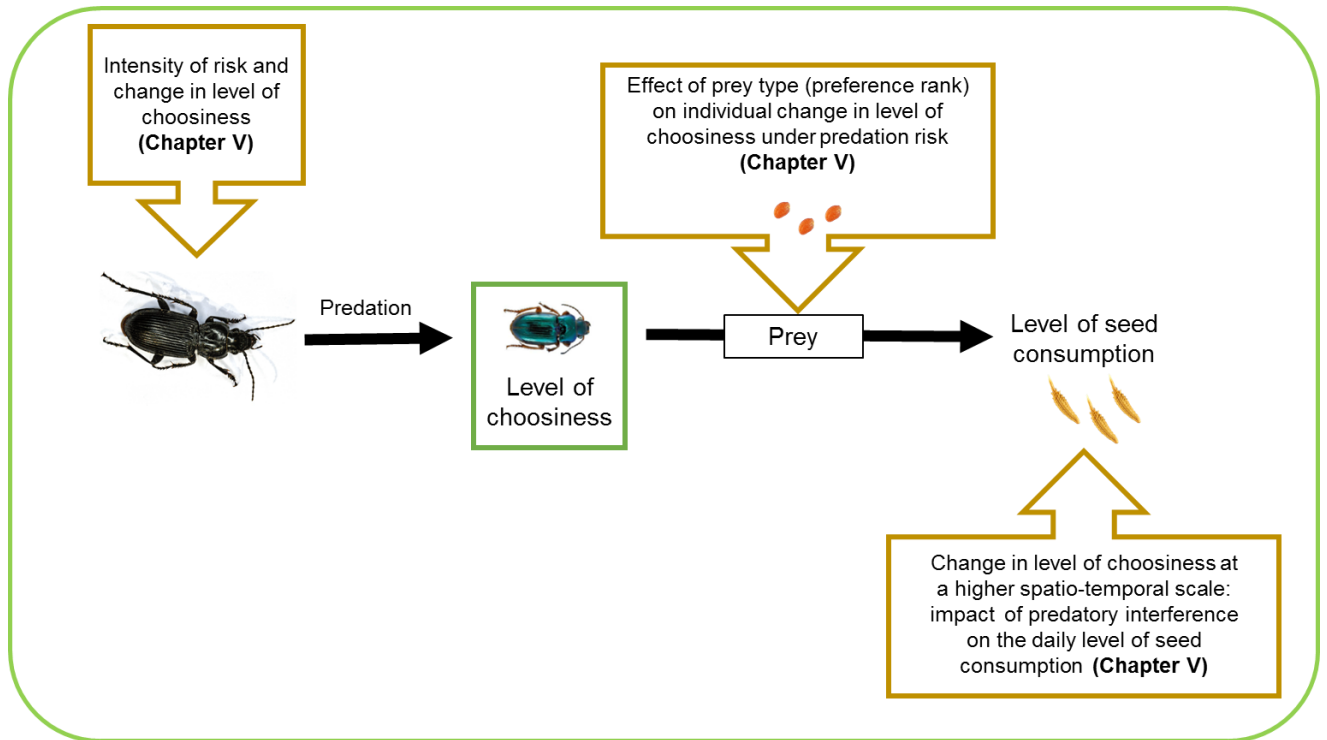 Intensity of risk and
change in level of
choosiness
(Chapter V)
Effect of prey type (preference rank)
on individual change in level of
choosiness under predation risk
(Chapter V)
Predation
Level of
choosiness
Prey
Level of seed
consumption
Change in level of choosiness at
a higher spatio-temporal scale:
impact of predatory interference
on the daily level of seed
consumption (Chapter V)